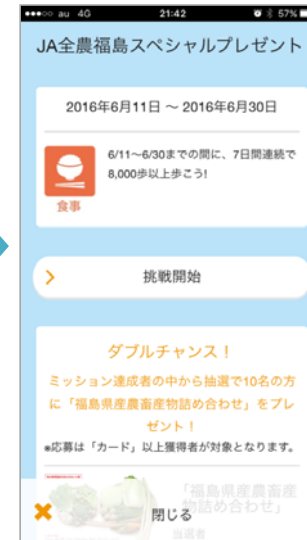 au 4G 21:42 57%
JA全農福島スペシャルプレゼント
2016年6月11日 ～ 2016年6月30日
6/11〜6/30までの間に、7日間連続で
8,000歩以上歩こう!
食事
挑戦開始
ダブルチャンス！
ミッション達成者の中から抽選で10名の方
に「福島県産農畜産物詰め合わせ」をプレ
ゼント！
※応募は「カード」以上獲得者が対象となります。
「福島県産農畜産
物詰め合わせ」
閉じる
当選者